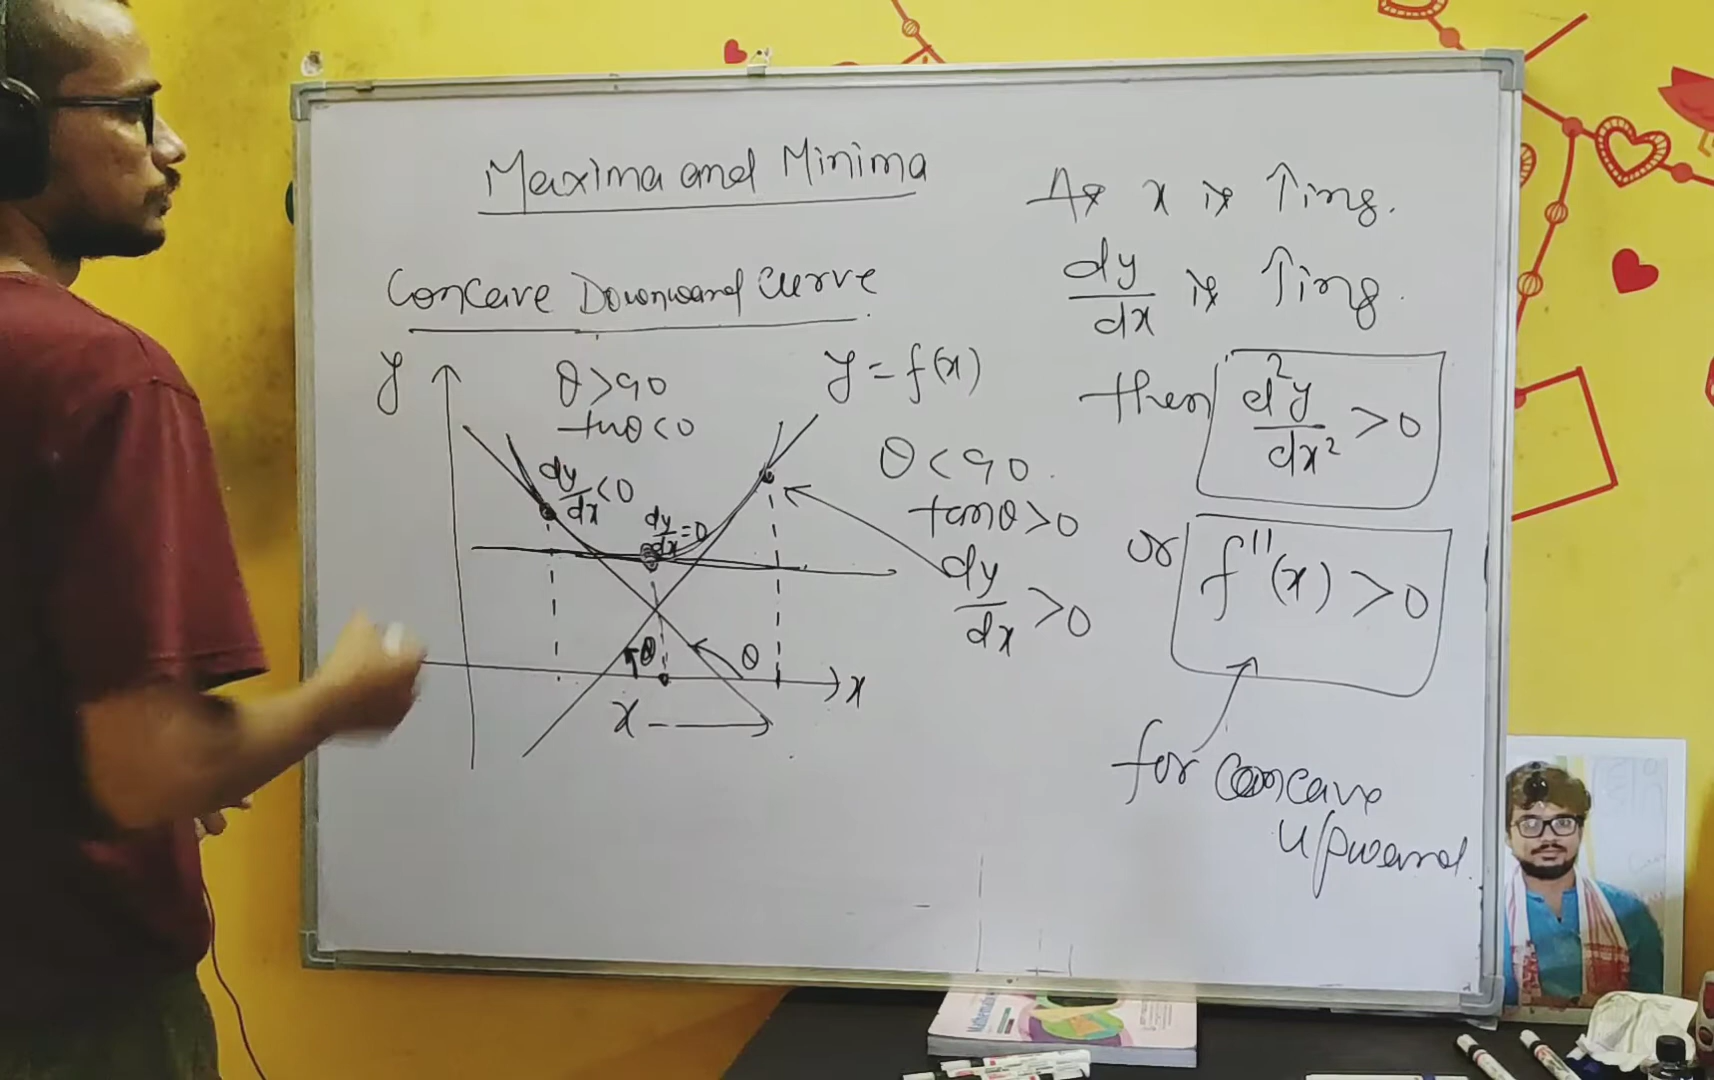 Maxima and Minima
Concave Downward Curve
y
θ > 90
tanθ < 0
y = f(x)
dy/dx < 0
dy/dx = 0
θ < 90
tanθ > 0
dy/dx > 0
θ
θ
x
x
As x is ↑ing.
dy/dx is ↑ing.
then d²y/dx² > 0
or f''(x) > 0
for concave
upward.
Mathematics